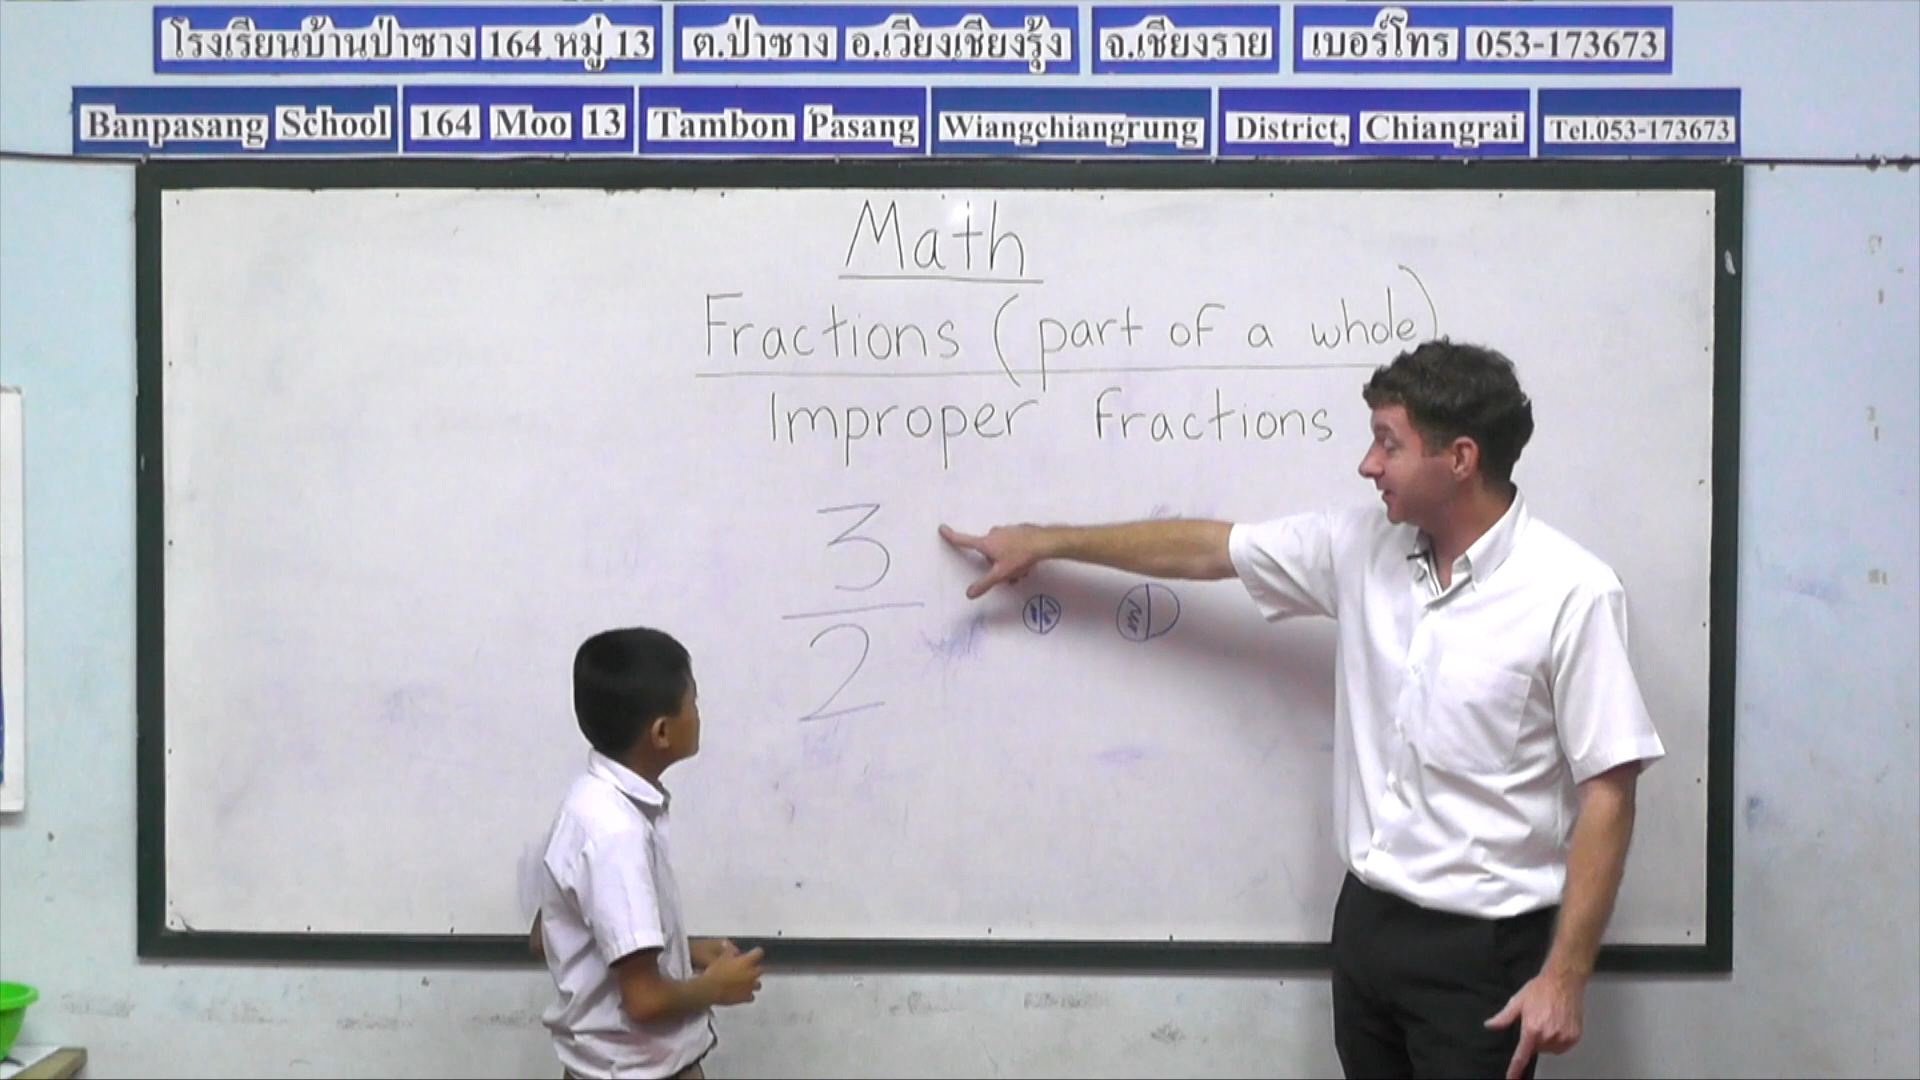 โรงเรียนบ้านป่าซาง 164 หมู่ 13 ต.ป่าซาง อ.เวียงเชียงรุ้ง จ.เชียงราย เบอร์โทร 053-173673
Banpasang School 164 Moo 13 Tambon Pasang Wiangchiangrung District, Chiangrai Tel.053-173673
Math
Fractions (part of a whole).
Improper fractions
3
2